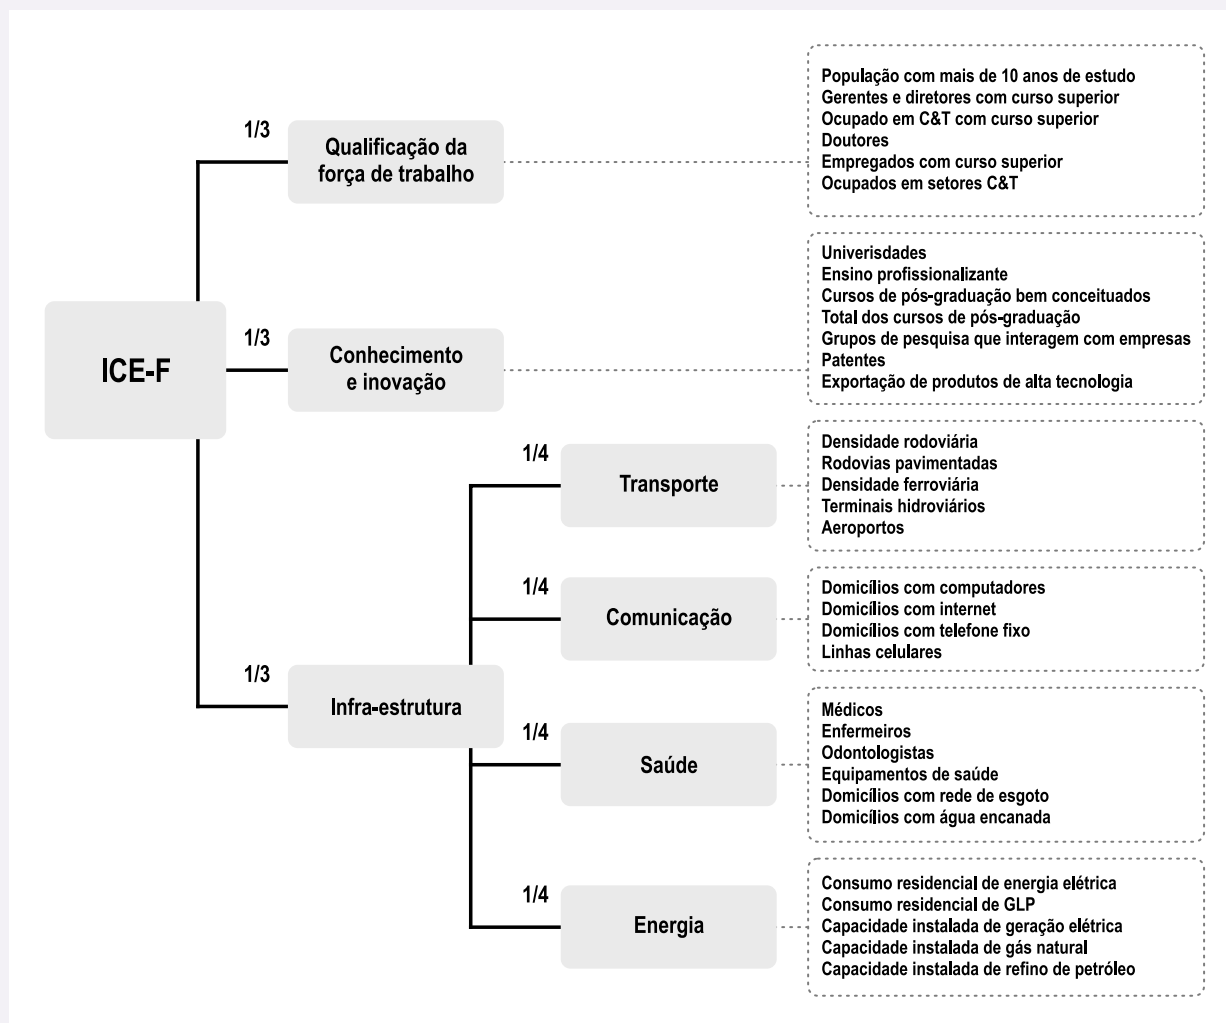 ICE-F
1/3
Qualificação da
força de trabalho
População com mais de 10 anos de estudo
Gerentes e diretores com curso superior
Ocupado em C&T com curso superior
Doutores
Empregados com curso superior
Ocupados em setores C&T
1/3
Conhecimento
e inovação
Univerisdades
Ensino profissionalizante
Cursos de pós-graduação bem conceituados
Total dos cursos de pós-graduação
Grupos de pesquisa que interagem com empresas
Patentes
Exportação de produtos de alta tecnologia
1/3
Infra-estrutura
1/4
Transporte
Densidade rodoviária
Rodovias pavimentadas
Densidade ferroviária
Terminais hidroviários
Aeroportos
1/4
Comunicação
Domicílios com computadores
Domicílios com internet
Domicílios com telefone fixo
Linhas celulares
1/4
Saúde
Médicos
Enfermeiros
Odontologistas
Equipamentos de saúde
Domicílios com rede de esgoto
Domicílios com água encanada
1/4
Energia
Consumo residencial de energia elétrica
Consumo residencial de GLP
Capacidade instalada de geração elétrica
Capacidade instalada de gás natural
Capacidade instalada de refino de petróleo